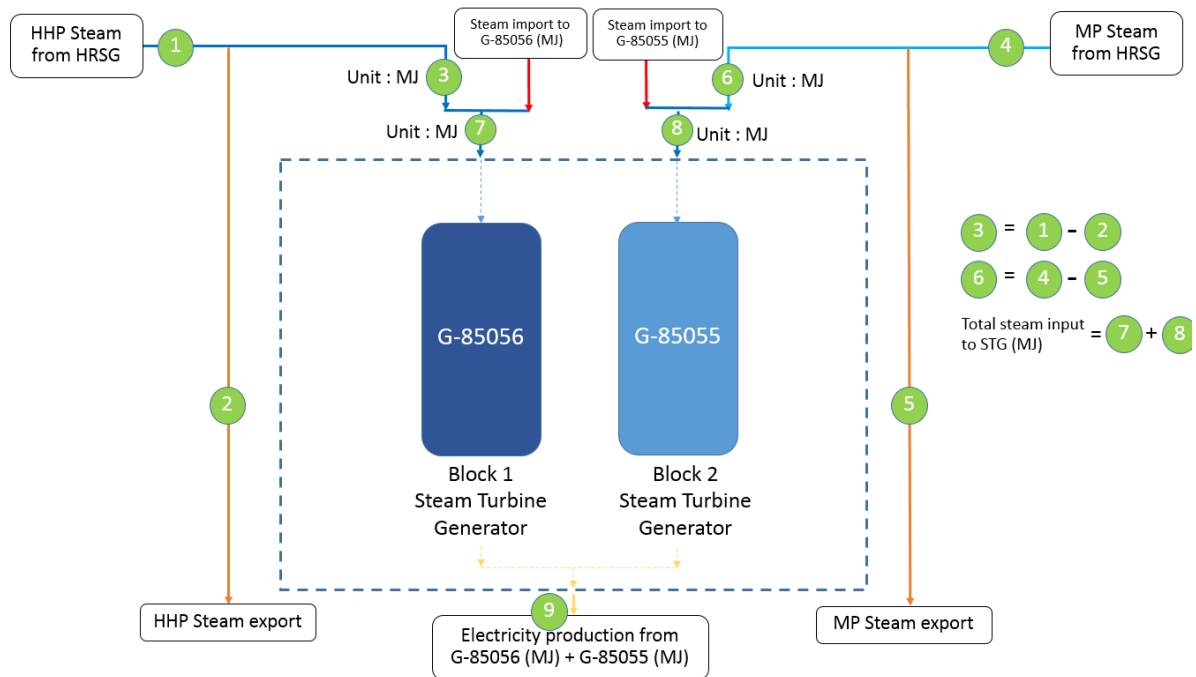 HHP Steam
from HRSG
1
Steam import to
G-85056 (MJ)
Steam import to
G-85055 (MJ)
4
MP Steam
from HRSG
Unit : MJ
3
6
Unit : MJ
Unit : MJ
7
8
Unit : MJ
G-85056
G-85055
3 = 1 - 2
6 = 4 - 5
Total steam input
to STG (MJ)
= 7 + 8
2
5
Block 1
Steam Turbine
Generator
Block 2
Steam Turbine
Generator
HHP Steam export
9
Electricity production from
G-85056 (MJ) + G-85055 (MJ)
MP Steam export